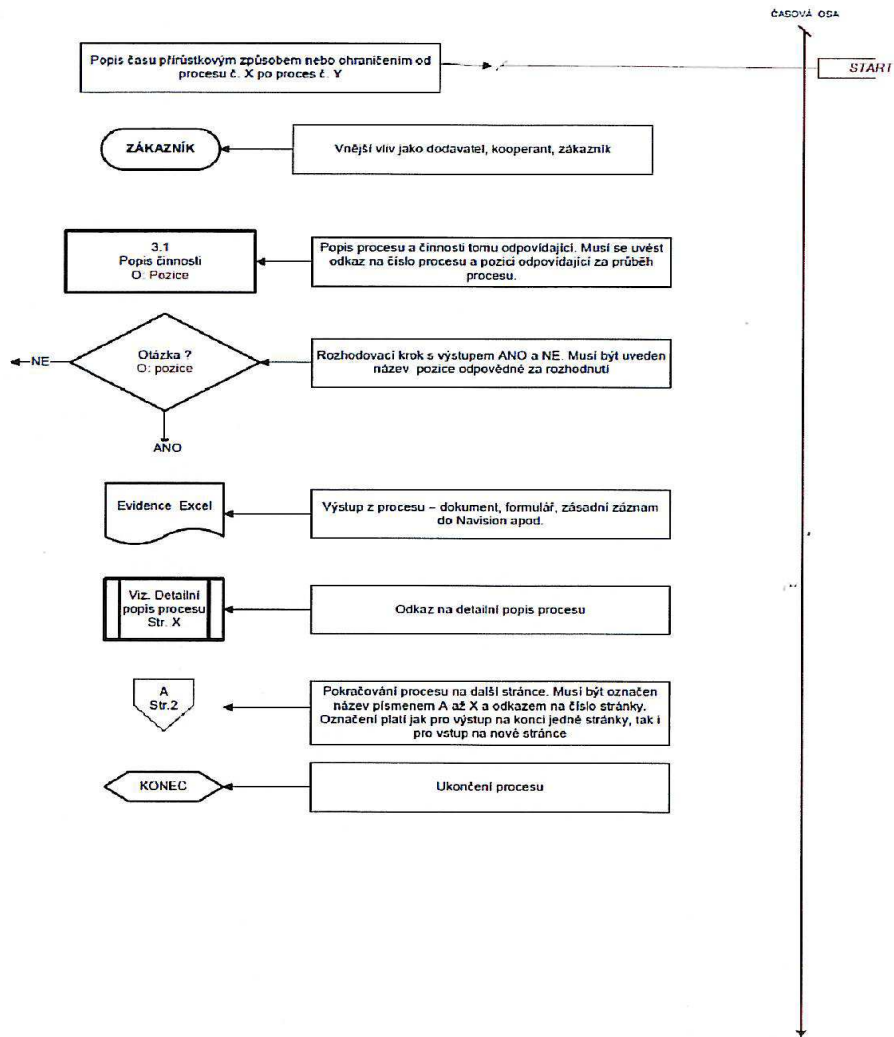 ČASOVÁ OSA
Popis času přírůstkovým způsobem nebo ohraničením od
procesu č. X po proces č. Y
START
ZÁKAZNÍK
Vnější vliv jako dodavatel, kooperant, zákazník
3.1
Popis činnosti
O: Pozice
Popis procesu a činnosti tomu odpovídající. Musí se uvést
odkaz na číslo procesu a pozici odpovídající za průběh
procesu.
NE
Otázka ?
O: pozice
Rozhodovací krok s výstupem ANO a NE. Musí být uveden
název pozice odpovědné za rozhodnutí
ANO
Evidence Excel
Výstup z procesu – dokument, formulář, zásadní záznam
do Navision apod.
Viz. Detailní
popis procesu
Str. X
Odkaz na detailní popis procesu
A
Str.2
Pokračování procesu na další stránce. Musí být označen
název písmenem A až X a odkazem na číslo stránky.
Označení platí jak pro výstup na konci jedné stránky, tak i
pro vstup na nové stránce
KONEC
Ukončení procesu